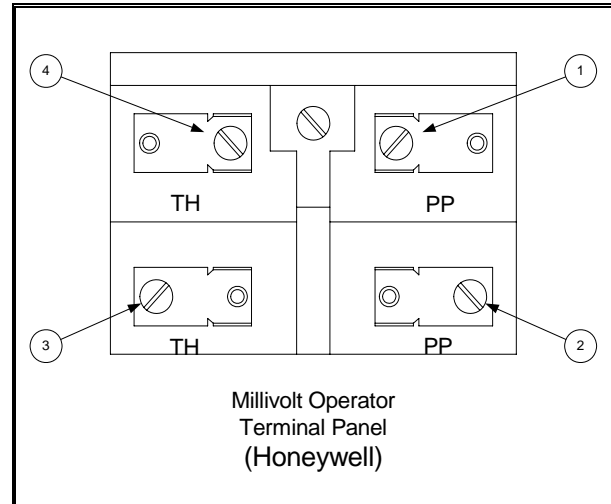 4
1
TH
PP
3
TH
PP
2
Millivolt Operator
Terminal Panel
(Honeywell)